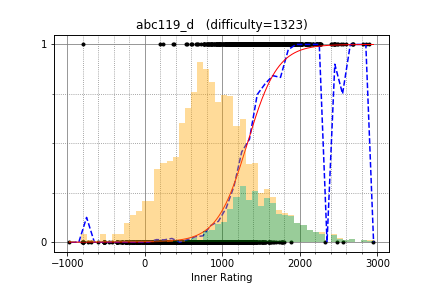 abc119_d   (difficulty=1323)
1
0
−1000 0 1000 2000 3000
Inner Rating